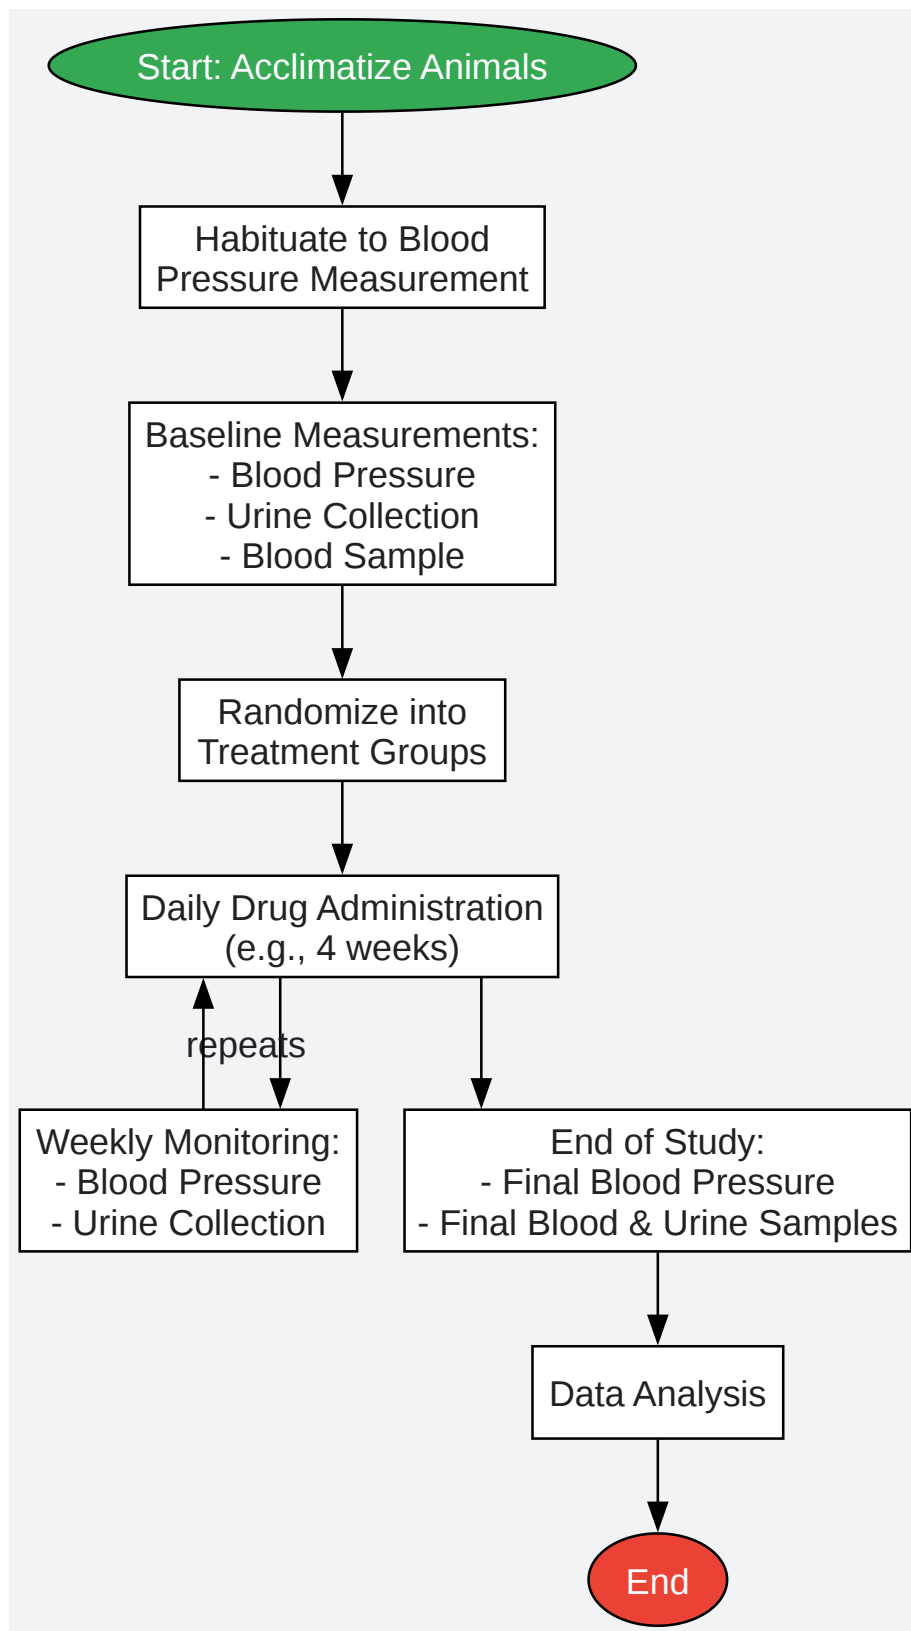 Start: Acclimatize Animals
Habituate to Blood
Pressure Measurement
Baseline Measurements:
- Blood Pressure
- Urine Collection
- Blood Sample
Randomize into
Treatment Groups
Daily Drug Administration
(e.g., 4 weeks)
repeats
Weekly Monitoring:
- Blood Pressure
- Urine Collection
End of Study:
- Final Blood Pressure
- Final Blood & Urine Samples
Data Analysis
End